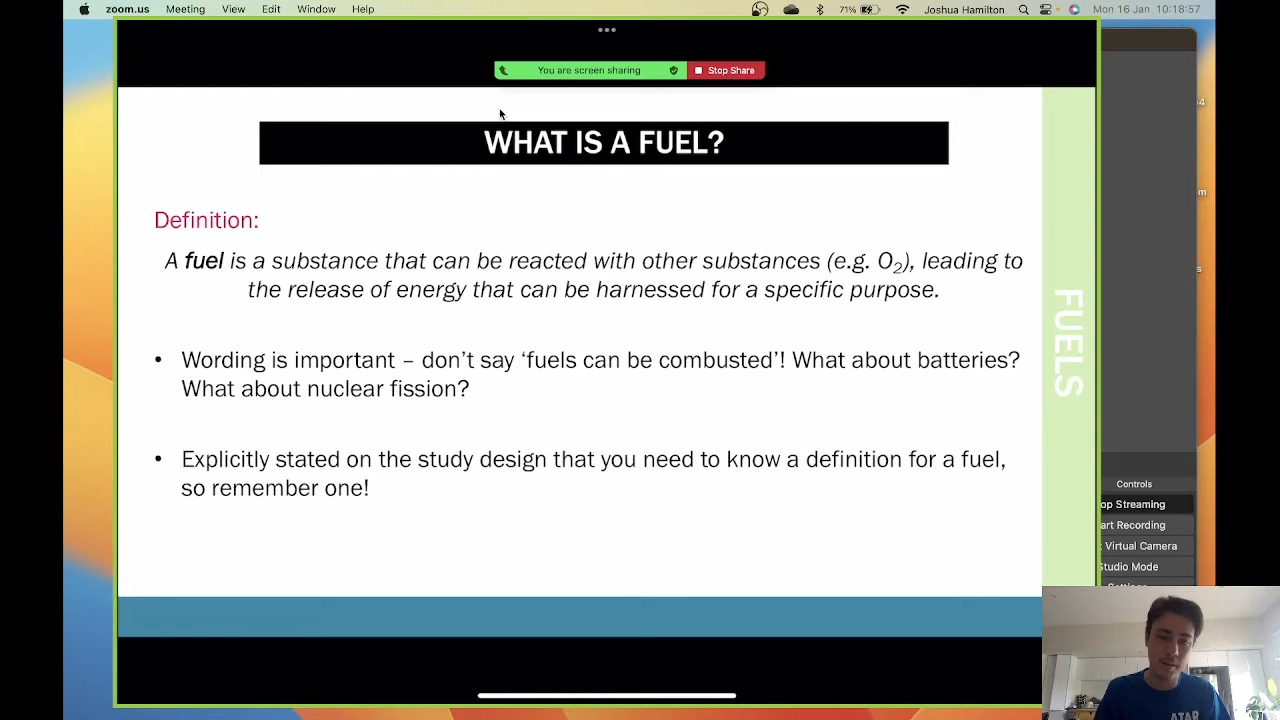 zoom.us Meeting View Edit Window Help 71% Joshua Hamilton Mon 16 Jan 10:18:57
You are screen sharing Stop Share
WHAT IS A FUEL?
Definition:
A fuel is a substance that can be reacted with other substances (e.g. O₂), leading to
the release of energy that can be harnessed for a specific purpose.
• Wording is important – don’t say ‘fuels can be combusted’! What about batteries?
What about nuclear fission?
• Explicitly stated on the study design that you need to know a definition for a fuel,
so remember one!
FUELS
Controls
op Streaming
art Recording
Virtual Camera
Studio Mode
ATAR